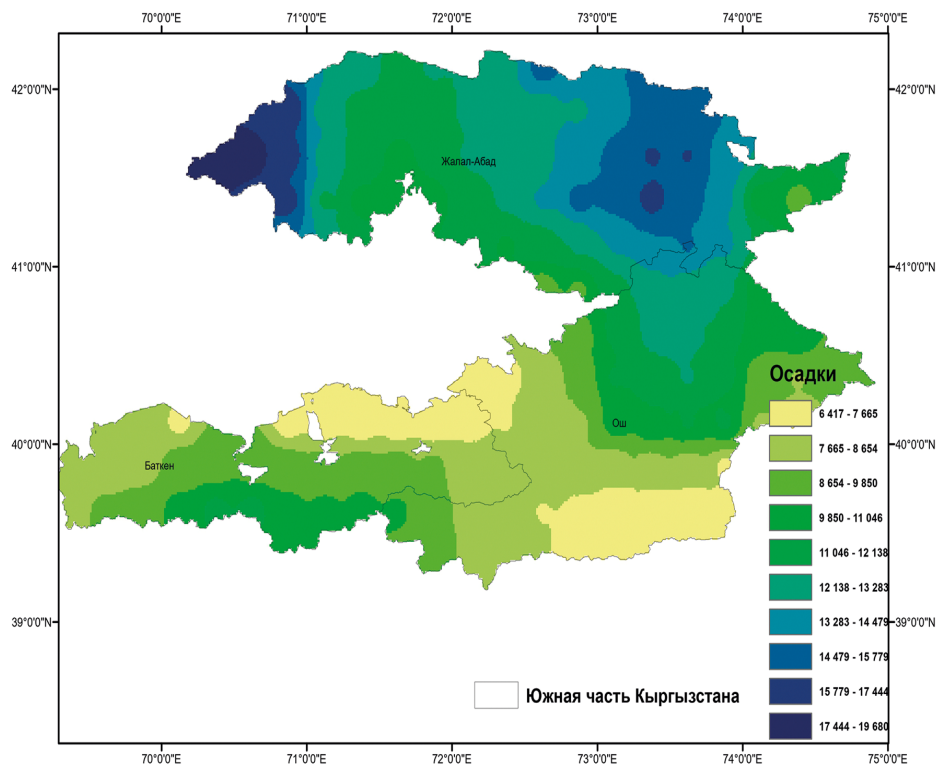 70°0'0"E 71°0'0"E 72°0'0"E 73°0'0"E 74°0'0"E 75°0'0"E
42°0'0"N 42°0'0"N
Жалал-Абад
41°0'0"N 41°0'0"N
Осадки
6 417 - 7 665
Ош
40°0'0"N 40°0'0"N
7 665 - 8 654
Баткен
8 654 - 9 850
9 850 - 11 046
11 046 - 12 138
12 138 - 13 283
39°0'0"N 39°0'0"N
13 283 - 14 479
14 479 - 15 779
15 779 - 17 444
Южная часть Кыргызстана
17 444 - 19 680
70°0'0"E 71°0'0"E 72°0'0"E 73°0'0"E 74°0'0"E 75°0'0"E